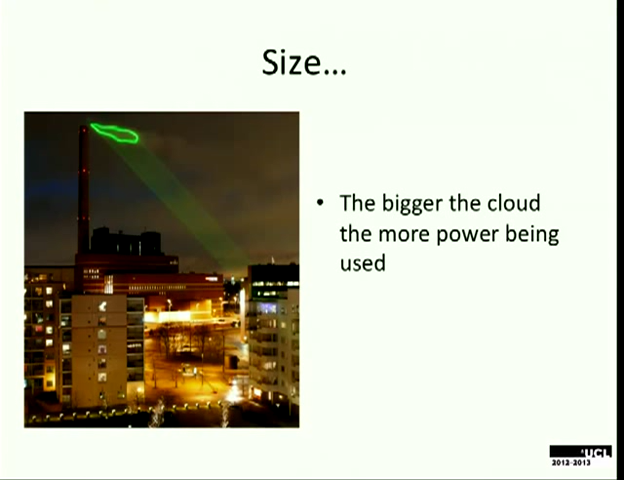 Size...
• The bigger the cloud
the more power being
used
UCL
2012-2013